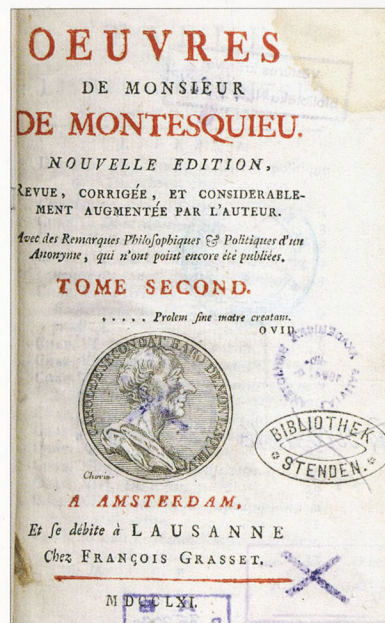 OEUVRES
DE MONSIEUR
DE MONTESQUIEU.
NOUVELLE EDITION,
REVUE, CORRIGÉE, ET CONSIDERABLE-
MENT AUGMENTÉE PAR L'AUTEUR.
Avec des Remarques Philosophiques & Politiques d'un
Anonyme, qui n'ont point encore été publiées.
TOME SECOND.
. . . . . Prolem sine matre creatam.
OVID.
CAROL. DE SECONDAT BARO DE MONTESQUIEU
BIBLIOTHEK
STENDEN.
A AMSTERDAM,
Et se débite à LAUSANNE
Chez FRANÇOIS GRASSET.
MDCCLXI.